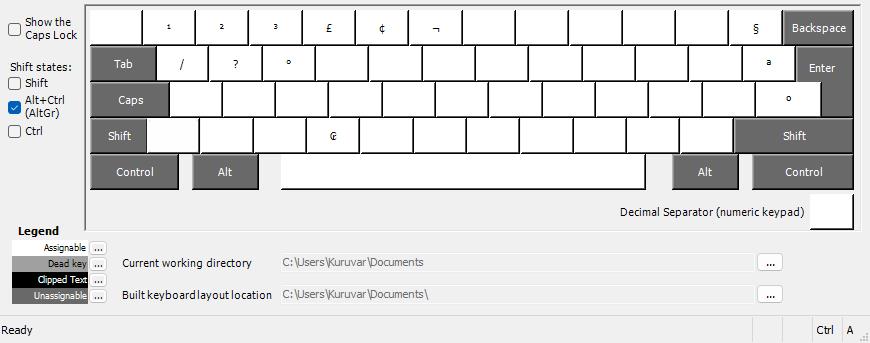 Show the
Caps Lock
¹ ² ³ £ ¢ ¬ § Backspace
Tab / ? ° ª Enter
Shift states:
Shift
Alt+Ctrl
(AltGr)
Ctrl
Caps º
Shift ₢ Shift
Control Alt Alt Control
Decimal Separator (numeric keypad)
Legend
Assignable ...
Dead key ...
Clipped Text ...
Unassignable ...
Current working directory C:\Users\Kuruvar\Documents ...
Built keyboard layout location C:\Users\Kuruvar\Documents\ ...
Ready Ctrl A